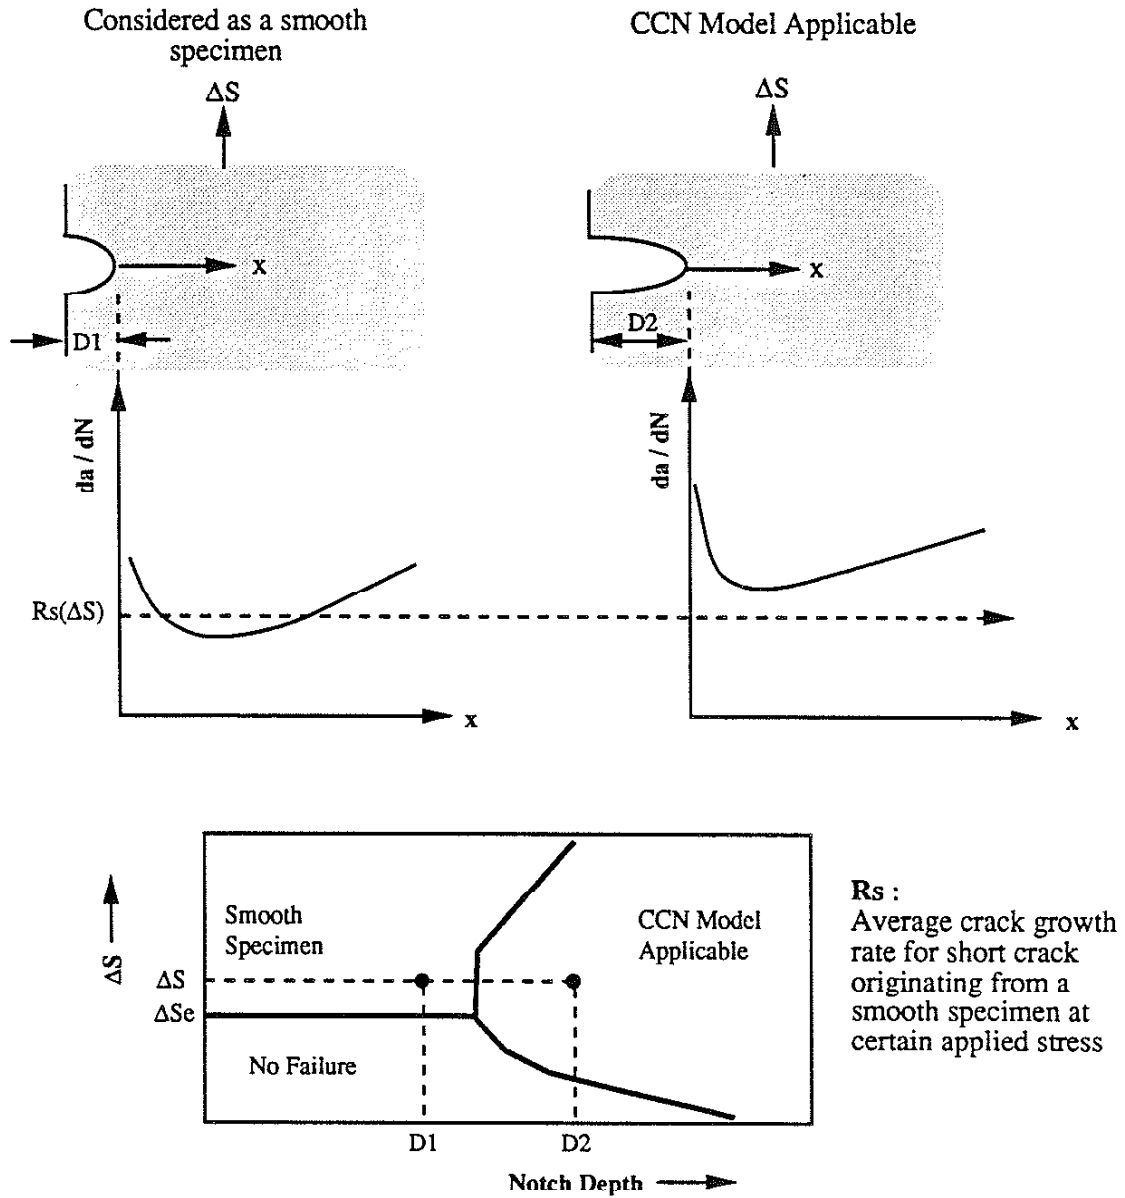 Considered as a smooth
specimen
CCN Model Applicable
ΔS
ΔS
x
x
D1
D2
da / dN
da / dN
Rs(ΔS)
x
x
ΔS
Smooth
Specimen
CCN Model
Applicable
ΔS
ΔSe
No Failure
D1
D2
Notch Depth
Rs :
Average crack growth
rate for short crack
originating from a
smooth specimen at
certain applied stress